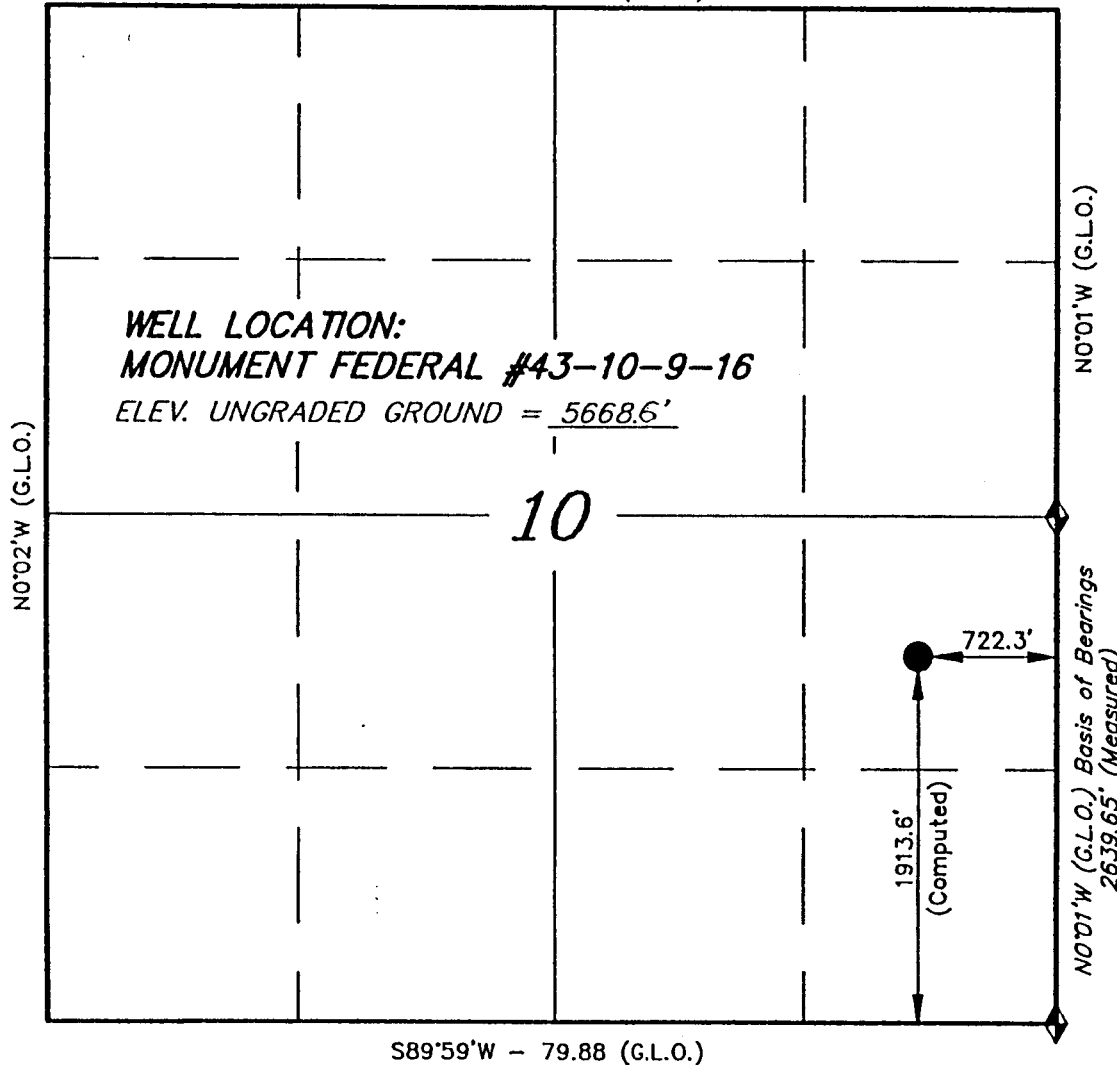 WELL LOCATION:
MONUMENT FEDERAL #43-10-9-16
ELEV. UNGRADED GROUND = 5668.6'
10
N0°02'W (G.L.O.)
N0°01'W (G.L.O.)
722.3'
1913.6'
(Computed)
N0°01'W (G.L.O.) Basis of Bearings
2639.65' (Measured)
S89°59'W – 79.88 (G.L.O.)